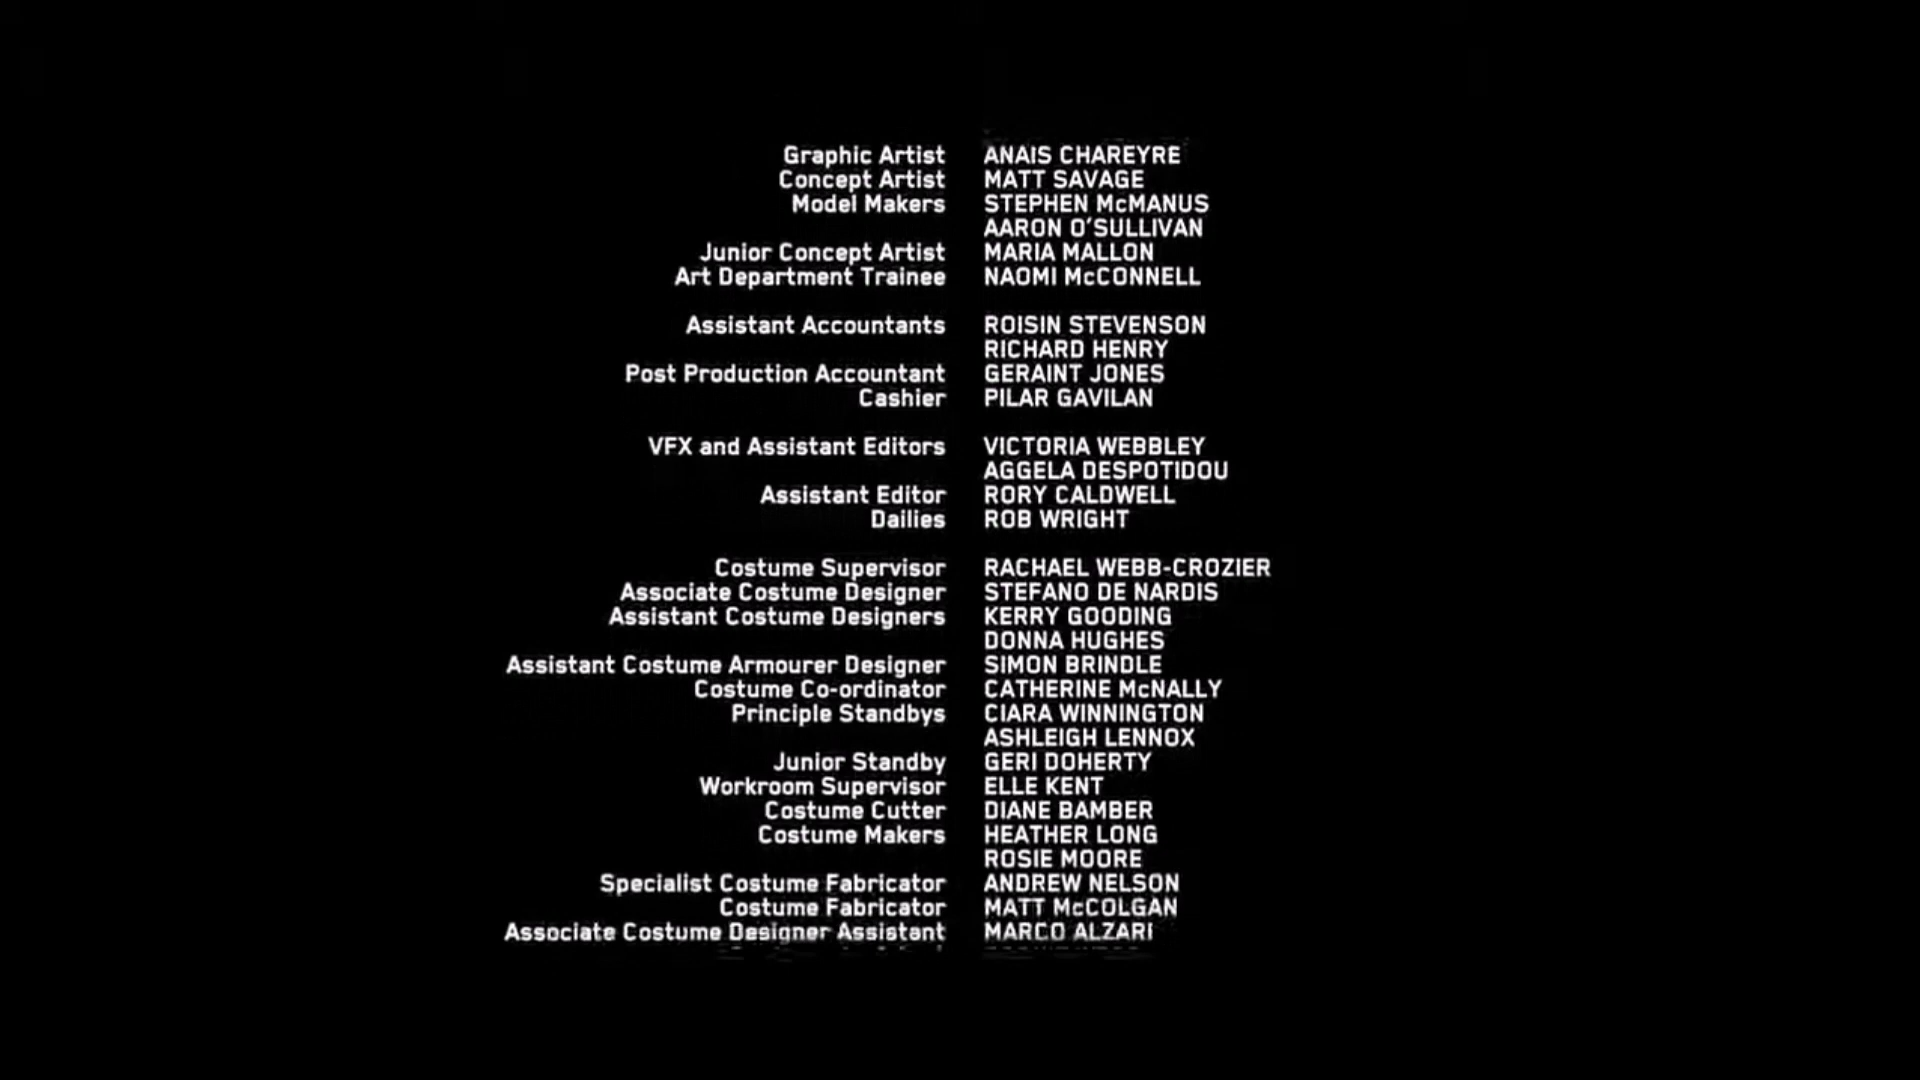 Graphic Artist ANAIS CHAREYRE
Concept Artist MATT SAVAGE
Model Makers STEPHEN McMANUS
AARON O'SULLIVAN
Junior Concept Artist MARIA MALLON
Art Department Trainee NAOMI McCONNELL
Assistant Accountants ROISIN STEVENSON
RICHARD HENRY
Post Production Accountant GERAINT JONES
Cashier PILAR GAVILAN
VFX and Assistant Editors VICTORIA WEBBLEY
AGGELA DESPOTIDOU
Assistant Editor RORY CALDWELL
Dailies ROB WRIGHT
Costume Supervisor RACHAEL WEBB-CROZIER
Associate Costume Designer STEFANO DE NARDIS
Assistant Costume Designers KERRY GOODING
DONNA HUGHES
Assistant Costume Armourer Designer SIMON BRINDLE
Costume Co-ordinator CATHERINE McNALLY
Principle Standbys CIARA WINNINGTON
ASHLEIGH LENNOX
Junior Standby GERI DOHERTY
Workroom Supervisor ELLE KENT
Costume Cutter DIANE BAMBER
Costume Makers HEATHER LONG
ROSIE MOORE
Specialist Costume Fabricator ANDREW NELSON
Costume Fabricator MATT McCOLGAN
Associate Costume Designer Assistant MARCO ALZARI